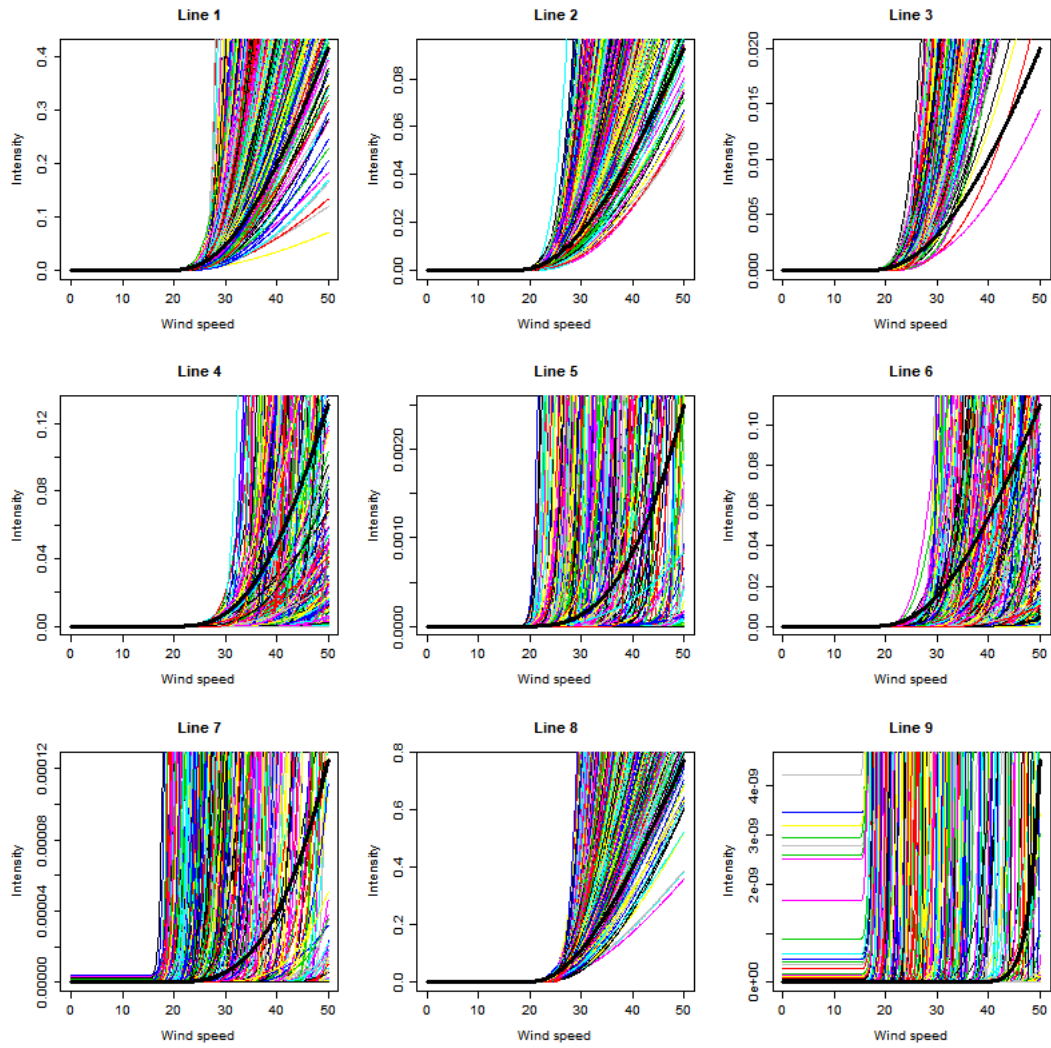 Line 1
Line 2
Line 3
Intensity
0.0 0.1 0.2 0.3 0.4
0 10 20 30 40 50
Wind speed
Intensity
0.00 0.02 0.04 0.06 0.08
0 10 20 30 40 50
Wind speed
Intensity
0.000 0.005 0.010 0.015 0.020
0 10 20 30 40 50
Wind speed
Line 4
Line 5
Line 6
Intensity
0.00 0.04 0.08 0.12
0 10 20 30 40 50
Wind speed
Intensity
0.0000 0.0010 0.0020
0 10 20 30 40 50
Wind speed
Intensity
0.00 0.02 0.04 0.06 0.08 0.10
0 10 20 30 40 50
Wind speed
Line 7
Line 8
Line 9
Intensity
0.00000 0.00004 0.00008 0.00012
0 10 20 30 40 50
Wind speed
Intensity
0.0 0.2 0.4 0.6 0.8
0 10 20 30 40 50
Wind speed
Intensity
0e+00 2e-09 3e-09 4e-09
0 10 20 30 40 50
Wind speed